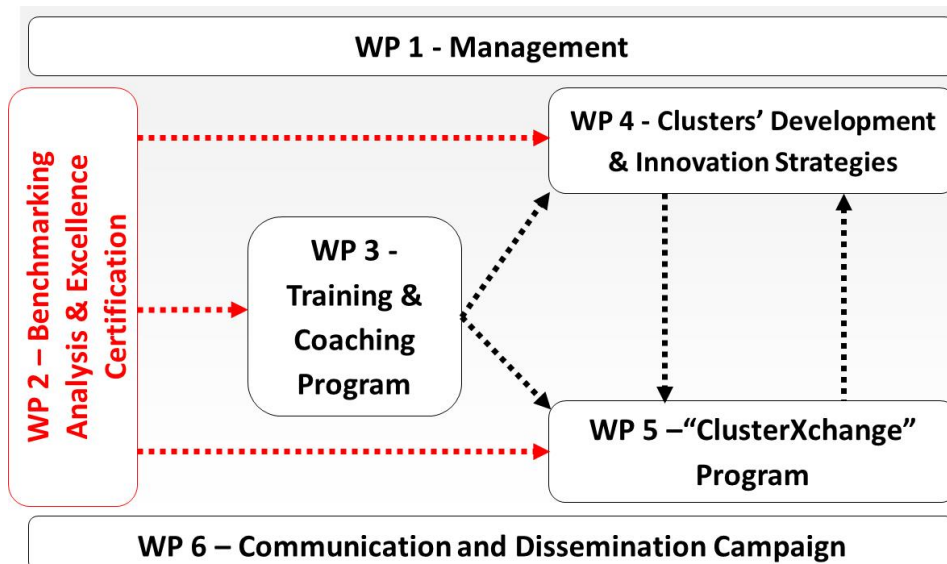 WP 1 - Management
WP 2 – Benchmarking
Analysis & Excellence
Certification
WP 3 -
Training &
Coaching
Program
WP 4 - Clusters’ Development
& Innovation Strategies
WP 5 –“ClusterXchange”
Program
WP 6 – Communication and Dissemination Campaign